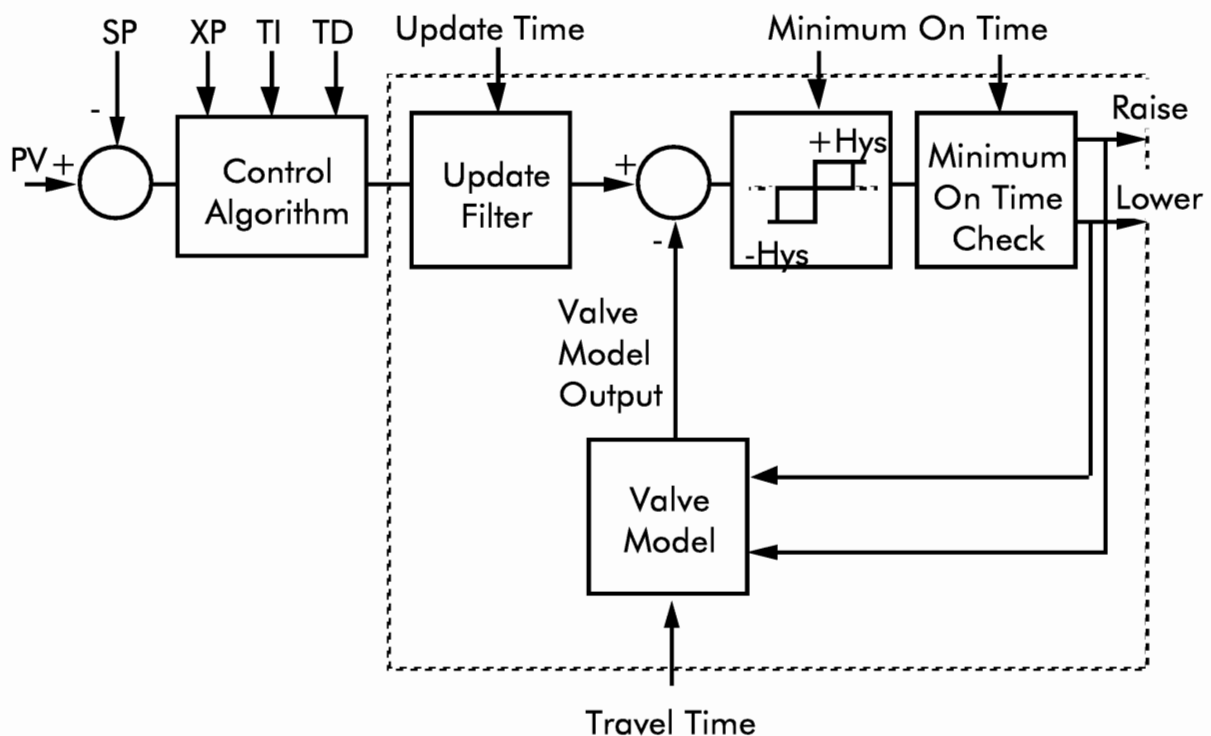 SP
XP
TI
TD
Update Time
Minimum On Time
-
PV
+
Control
Algorithm
Update
Filter
+
-
+Hys
-Hys
Minimum
On Time
Check
Raise
Lower
Valve
Model
Output
Valve
Model
Travel Time